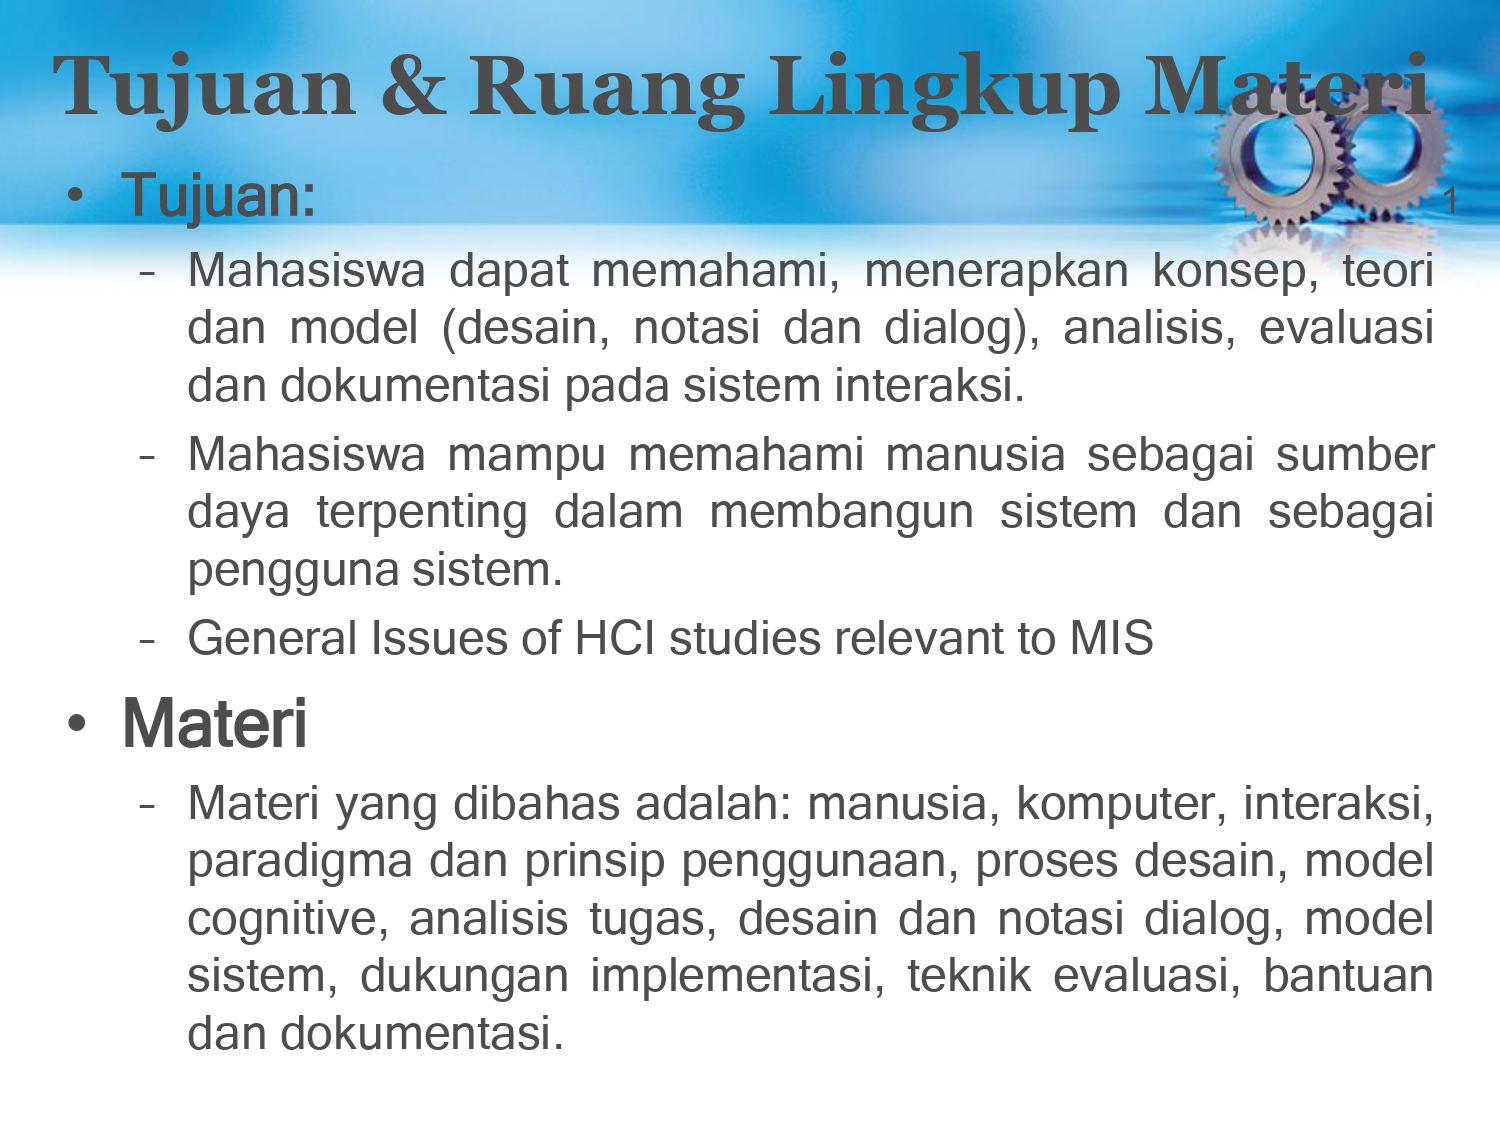 Tujuan & Ruang Lingkup Materi
• Tujuan:
1
– Mahasiswa dapat memahami, menerapkan konsep, teori
dan model (desain, notasi dan dialog), analisis, evaluasi
dan dokumentasi pada sistem interaksi.
– Mahasiswa mampu memahami manusia sebagai sumber
daya terpenting dalam membangun sistem dan sebagai
pengguna sistem.
– General Issues of HCI studies relevant to MIS
• Materi
– Materi yang dibahas adalah: manusia, komputer, interaksi,
paradigma dan prinsip penggunaan, proses desain, model
cognitive, analisis tugas, desain dan notasi dialog, model
sistem, dukungan implementasi, teknik evaluasi, bantuan
dan dokumentasi.